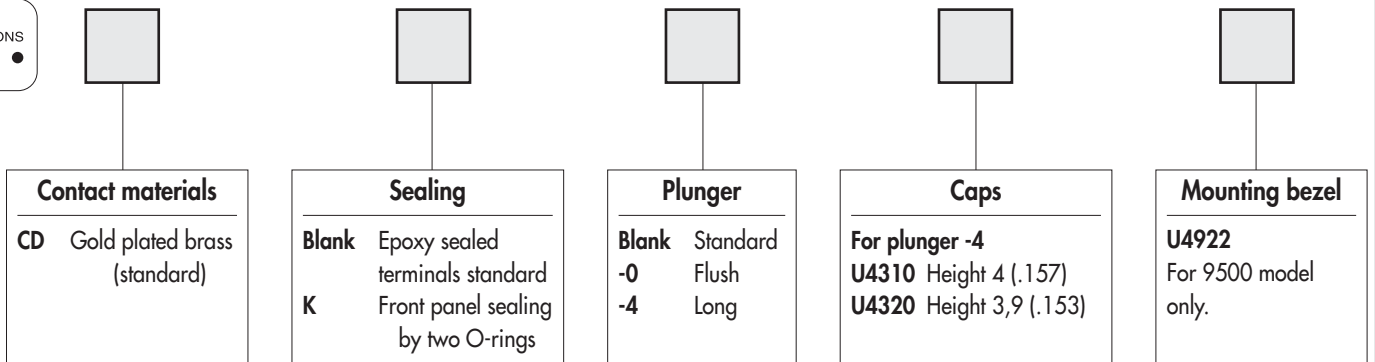 Contact materials
CD Gold plated brass
(standard)
Sealing
Blank Epoxy sealed
terminals standard
K Front panel sealing
by two O-rings
Plunger
Blank Standard
-0 Flush
-4 Long
Caps
For plunger -4
U4310 Height 4 (.157)
U4320 Height 3,9 (.153)
Mounting bezel
U4922
For 9500 model
only.